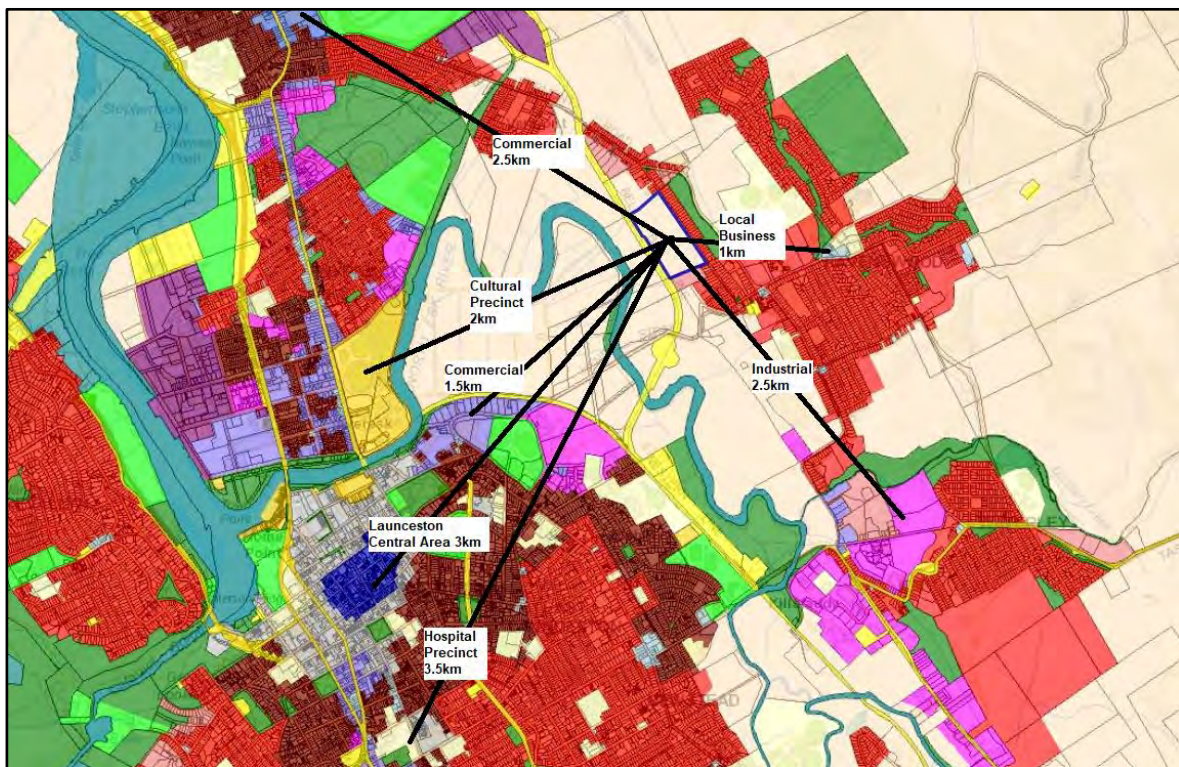 Commercial
2.5km
Local
Business
1km
Cultural
Precinct
2km
Commercial
1.5km
Industrial
2.5km
Launceston
Central Area 3km
Hospital
Precinct
3.5km